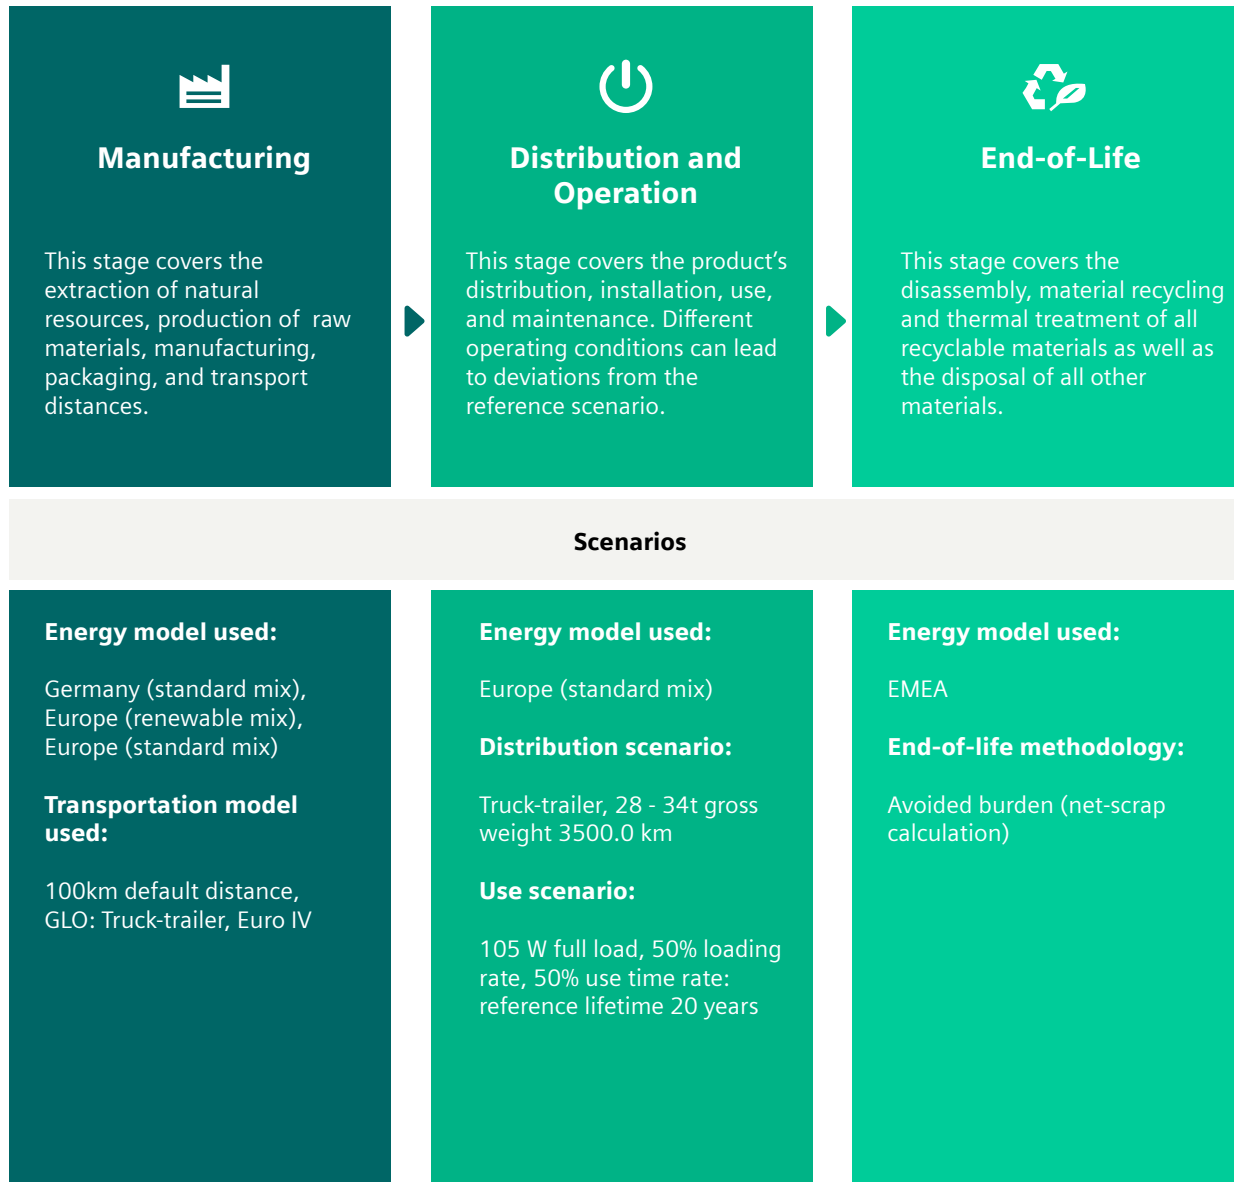 Manufacturing
This stage covers the
extraction of natural
resources, production of  raw
materials, manufacturing,
packaging, and transport
distances.
Distribution and
Operation
This stage covers the product’s
distribution, installation, use,
and maintenance. Different
operating conditions can lead
to deviations from the
reference scenario.
End-of-Life
This stage covers the
disassembly, material recycling
and thermal treatment of all
recyclable materials as well as
the disposal of all other
materials.
Scenarios
Energy model used:
Germany (standard mix),
Europe (renewable mix),
Europe (standard mix)
Transportation model
used:
100km default distance,
GLO: Truck-trailer, Euro IV
Energy model used:
Europe (standard mix)
Distribution scenario:
Truck-trailer, 28 - 34t gross
weight 3500.0 km
Use scenario:
105 W full load, 50% loading
rate, 50% use time rate:
reference lifetime 20 years
Energy model used:
EMEA
End-of-life methodology:
Avoided burden (net-scrap
calculation)